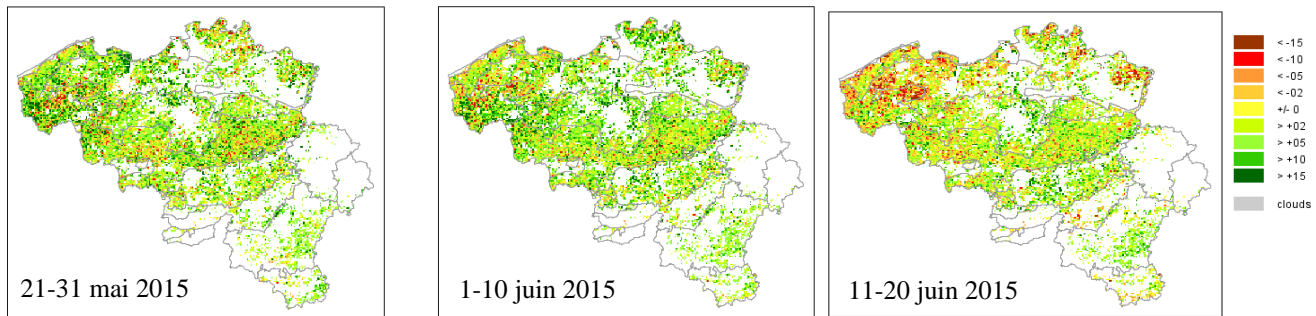 21-31 mai 2015
1-10 juin 2015
11-20 juin 2015
< -15
< -10
< -05
< -02
+/- 0
> +02
> +05
> +10
> +15
clouds